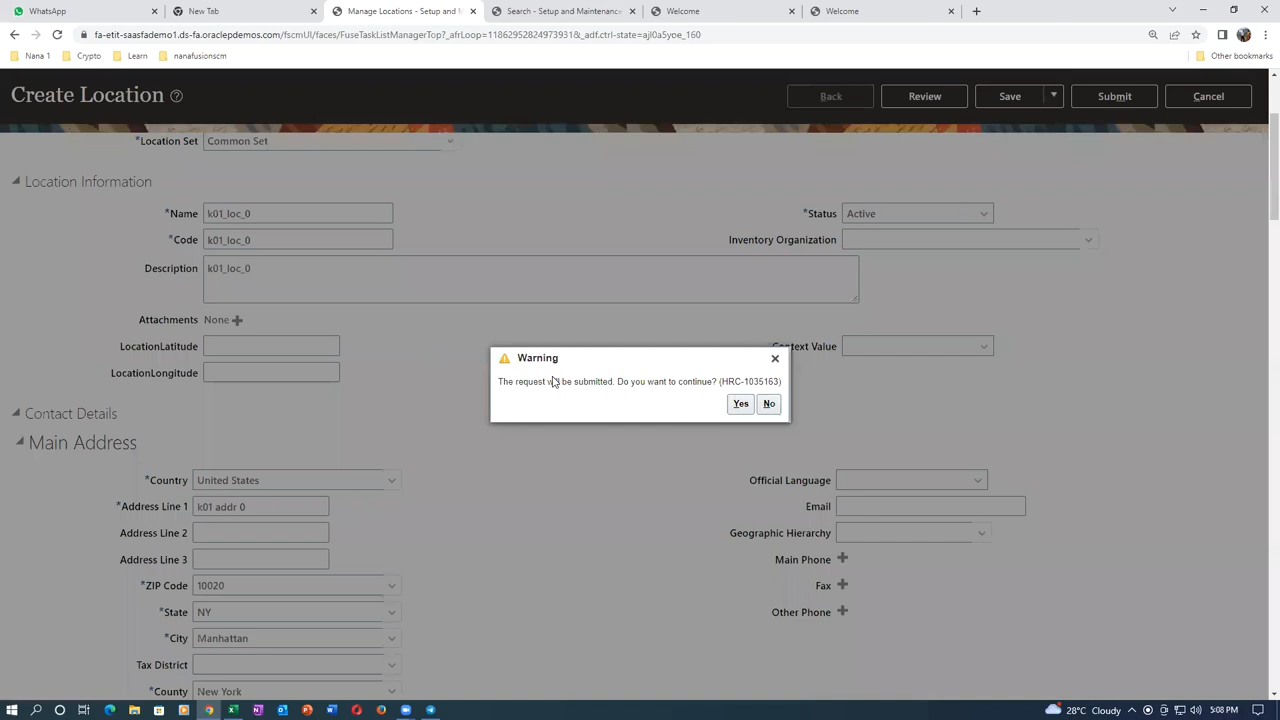 WhatsApp
New Tab
Manage Locations - Setup and M
Search - Setup and Maintenance
Welcome
Welcome
fa-etit-saasfademo1.ds-fa.oraclepdemos.com/fscmUI/faces/FuseTaskListManagerTop?_afrLoop=11862952824973931&_adf.ctrl-state=ajl0a5yoe_160
Nana 1
Crypto
Learn
nanafusionscm
Other bookmarks
Create Location
Back
Review
Save
Submit
Cancel
*Location Set Common Set
Location Information
*Name k01_loc_0
*Status Active
*Code k01_loc_0
Inventory Organization
Description k01_loc_0
Attachments None
LocationLatitude
Context Value
LocationLongitude
Warning
The request will be submitted. Do you want to continue? (HRC-1035163)
Yes No
Contact Details
Main Address
*Country United States
Official Language
*Address Line 1 k01 addr 0
Email
Address Line 2
Geographic Hierarchy
Address Line 3
Main Phone
*ZIP Code 10020
Fax
*State NY
Other Phone
*City Manhattan
Tax District
*County New York
28°C Cloudy
5:08 PM